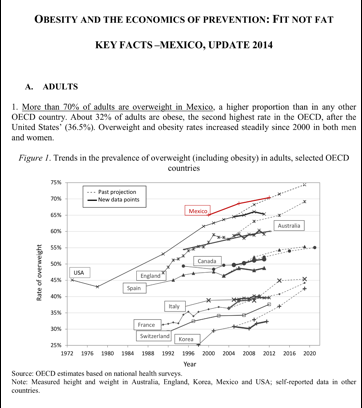 OBESITY AND THE ECONOMICS OF PREVENTION: FIT NOT FAT
KEY FACTS –MEXICO, UPDATE 2014
A. ADULTS
1. More than 70% of adults are overweight in Mexico, a higher proportion than in any other
OECD country. About 32% of adults are obese, the second highest rate in the OECD, after the
United States' (36.5%). Overweight and obesity rates increased steadily since 2000 in both men
and women.
Figure 1. Trends in the prevalence of overweight (including obesity) in adults, selected OECD
countries
75%
70%
65%
60%
55%
50%
45%
40%
35%
30%
25%
Rate of overweight
Past projection
New data points
Mexico
Australia
USA
Canada
England
Spain
Italy
France
Switzerland
Korea
1972 1976 1980 1984 1988 1992 1996 2000 2004 2008 2012 2016 2020
Year
Source: OECD estimates based on national health surveys.
Note: Measured height and weight in Australia, England, Korea, Mexico and USA; self-reported data in other
countries.